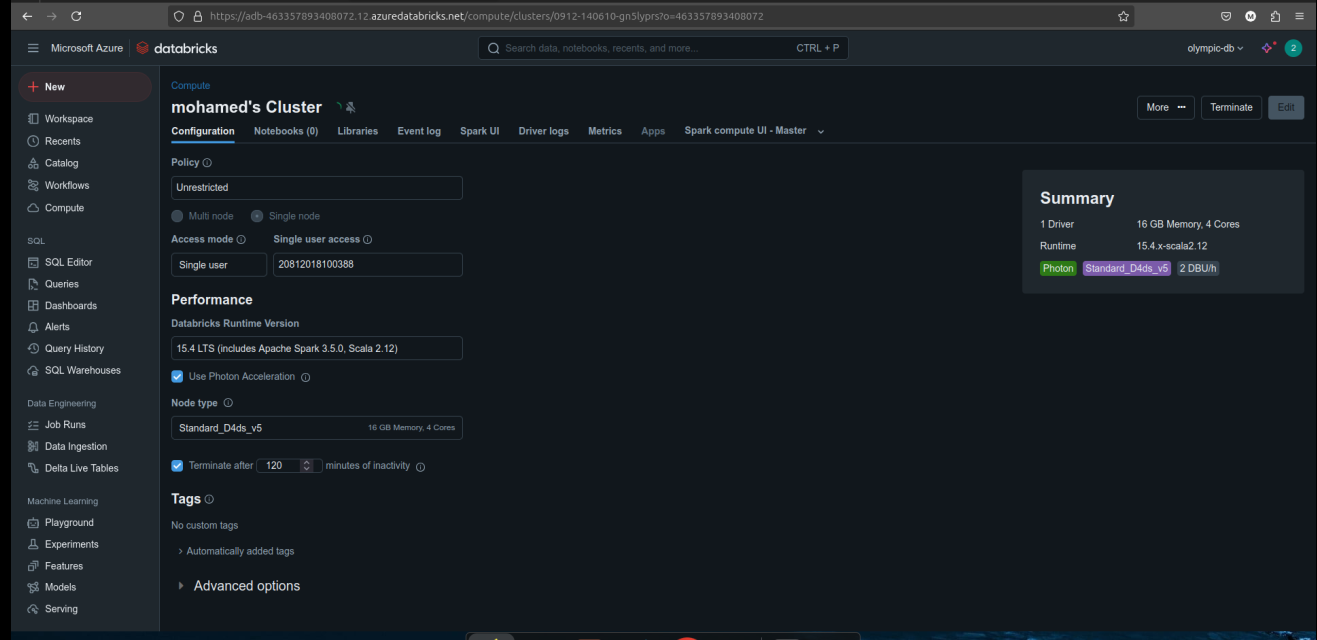 https://adb-463357893408072.12.azuredatabricks.net/compute/clusters/0912-140610-gn5lyprs?o=463357893408072
Microsoft Azure databricks
Search data, notebooks, recents, and more... CTRL + P
olympic-db
2
New
Workspace
Recents
Catalog
Workflows
Compute
SQL
SQL Editor
Queries
Dashboards
Alerts
Query History
SQL Warehouses
Data Engineering
Job Runs
Data Ingestion
Delta Live Tables
Machine Learning
Playground
Experiments
Features
Models
Serving
Compute
mohamed's Cluster
More Terminate Edit
Configuration Notebooks (0) Libraries Event log Spark UI Driver logs Metrics Apps Spark compute UI - Master
Policy
Unrestricted
Multi node Single node
Access mode Single user access
Single user 20812018100388
Performance
Databricks Runtime Version
15.4 LTS (includes Apache Spark 3.5.0, Scala 2.12)
Use Photon Acceleration
Node type
Standard_D4ds_v5 16 GB Memory, 4 Cores
Terminate after 120 minutes of inactivity
Tags
No custom tags
Automatically added tags
Advanced options
Summary
1 Driver 16 GB Memory, 4 Cores
Runtime 15.4.x-scala2.12
Photon Standard_D4ds_v5 2 DBU/h